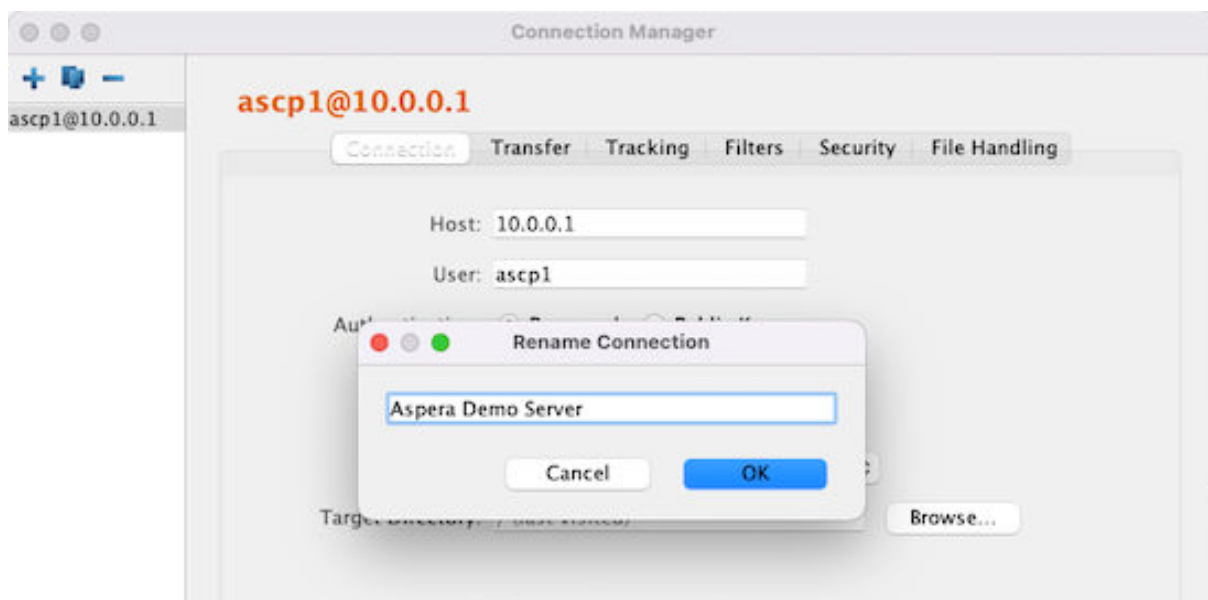 Connection Manager
ascp1@10.0.0.1
ascp1@10.0.0.1
Connection Transfer Tracking Filters Security File Handling
Host: 10.0.0.1
User: ascp1
Rename Connection
Aspera Demo Server
Cancel OK
Browse...